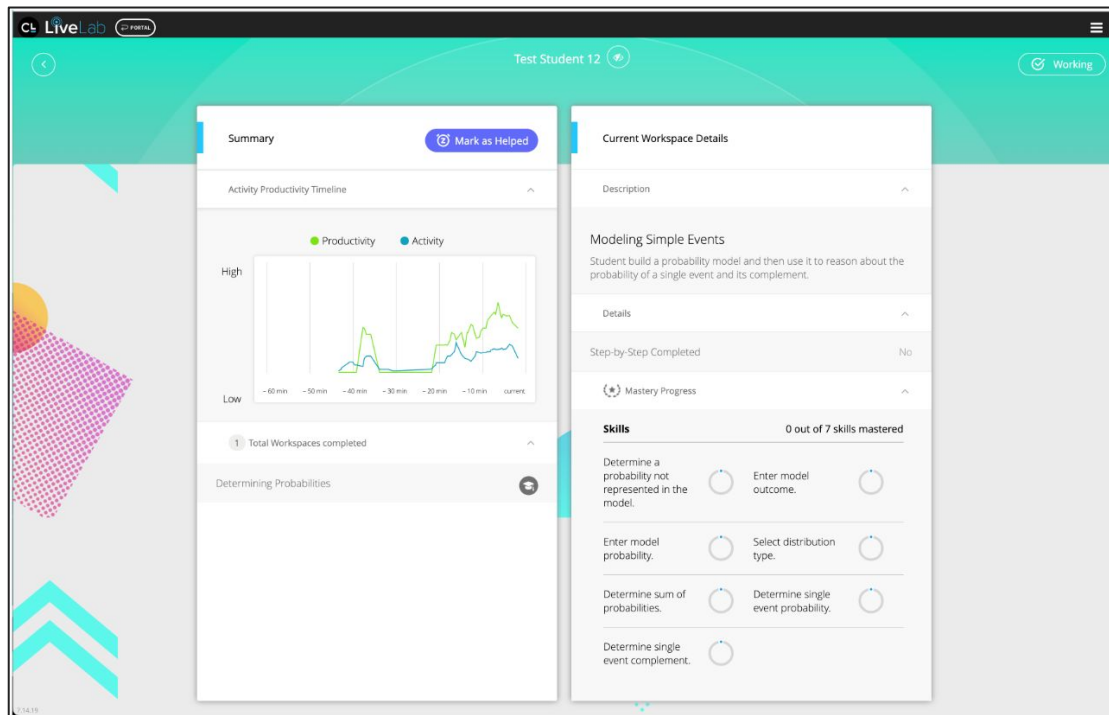 CL LiveLab PORTAL
Test Student 12
Working
Summary
Mark as Helped
Activity Productivity Timeline
Productivity Activity
High
Low
~ 60 min ~ 50 min ~ 40 min ~ 30 min ~ 20 min ~ 10 min current
1 Total Workspaces completed
Determining Probabilities
Current Workspace Details
Description
Modeling Simple Events
Student build a probability model and then use it to reason about the
probability of a single event and its complement.
Details
Step-by-Step Completed No
Mastery Progress
Skills 0 out of 7 skills mastered
Determine a
probability not
represented in the
model.
Enter model
outcome.
Enter model
probability.
Select distribution
type.
Determine sum of
probabilities.
Determine single
event probability.
Determine single
event complement.